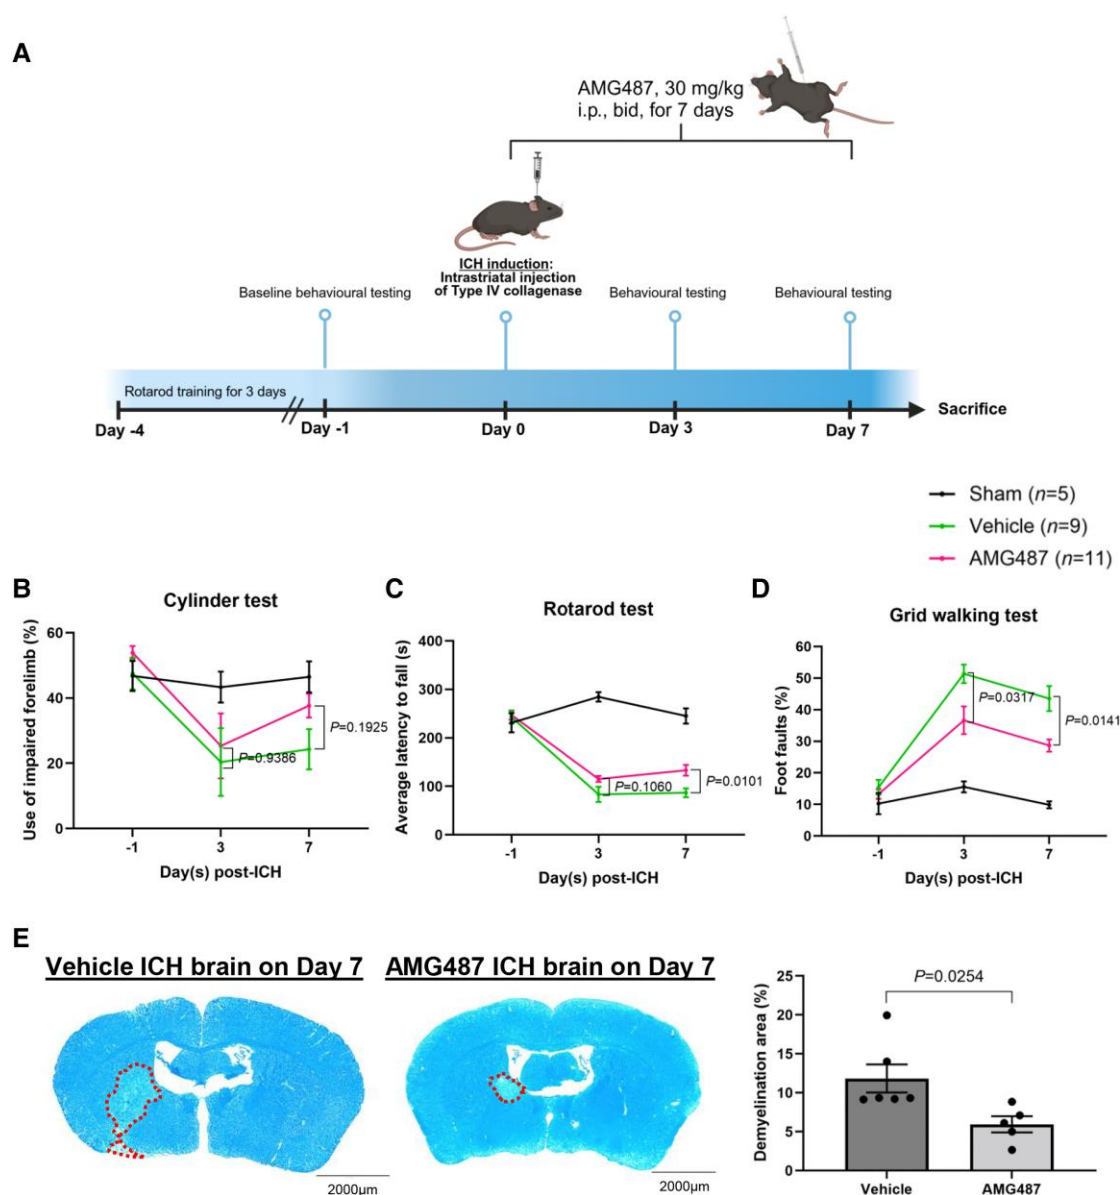 A
AMG487, 30 mg/kg
i.p., bid, for 7 days
ICH induction:
Intrastriatal injection
of Type IV collagenase
Baseline behavioural testing
Behavioural testing
Behavioural testing
Rotarod training for 3 days
Sacrifice
Day -4
Day -1
Day 0
Day 3
Day 7
Sham (n=5)
Vehicle (n=9)
AMG487 (n=11)
B
Cylinder test
Use of impaired forelimb (%)
60
40
20
0
P=0.1925
P=0.9386
-1
3
7
Day(s) post-ICH
C
Rotarod test
Average latency to fall (s)
400
300
200
100
0
P=0.1060
P=0.0101
-1
3
7
Day(s) post-ICH
D
Grid walking test
Foot faults (%)
60
50
40
30
20
10
0
P=0.0317
P=0.0141
-1
3
7
Day(s) post-ICH
E
Vehicle ICH brain on Day 7
2000µm
AMG487 ICH brain on Day 7
2000µm
Demyelination area (%)
25
20
15
10
5
0
P=0.0254
Vehicle
AMG487